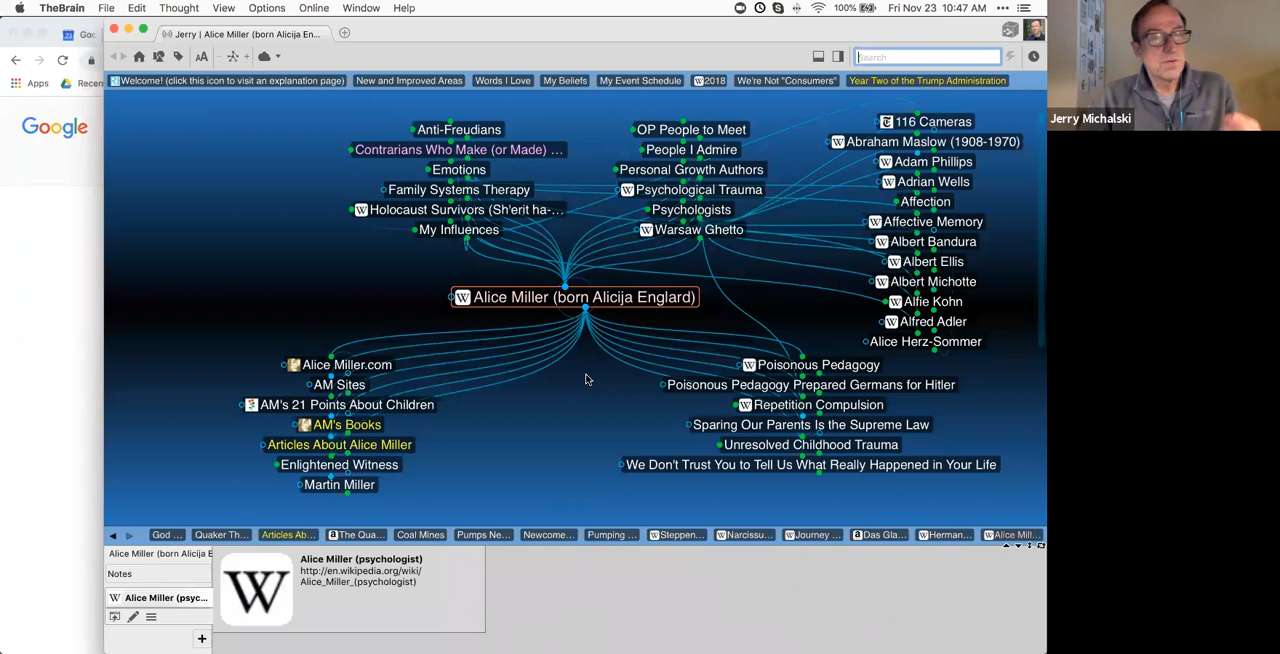 TheBrain File Edit Thought View Options Online Window Help
100% Fri Nov 23 10:47 AM
23
Jerry | Alice Miller (born Alicija En...
AA
Search
Apps
Welcome! (click this icon to visit an explanation page) New and Improved Areas Words I Love My Beliefs My Event Schedule 2018 We're Not "Consumers" Year Two of the Trump Administration
Google
Jerry Michalski
Anti-Freudians
Contrarians Who Make (or Made) ...
Emotions
Family Systems Therapy
Holocaust Survivors (Sh'erit ha-...
My Influences
OP People to Meet
People I Admire
Personal Growth Authors
Psychological Trauma
Psychologists
Warsaw Ghetto
116 Cameras
Abraham Maslow (1908-1970)
Adam Phillips
Adrian Wells
Affection
Affective Memory
Albert Bandura
Albert Ellis
Albert Michotte
Alfie Kohn
Alfred Adler
Alice Herz-Sommer
Alice Miller (born Alicija Englard)
Alice Miller.com
AM Sites
AM's 21 Points About Children
AM's Books
Articles About Alice Miller
Enlightened Witness
Martin Miller
Poisonous Pedagogy
Poisonous Pedagogy Prepared Germans for Hitler
Repetition Compulsion
Sparing Our Parents Is the Supreme Law
Unresolved Childhood Trauma
We Don't Trust You to Tell Us What Really Happened in Your Life
God ... Quaker Th... Articles Ab... The Qua... Coal Mines Pumps Ne... Newcome... Pumping ... Steppen... Narcissu... Journey ... Das Gla... Herman... Alice Mill...
Alice Miller (born Alicija E
Notes
Alice Miller (psyc...
W
Alice Miller (psychologist)
http://en.wikipedia.org/wiki/
Alice_Miller_(psychologist)